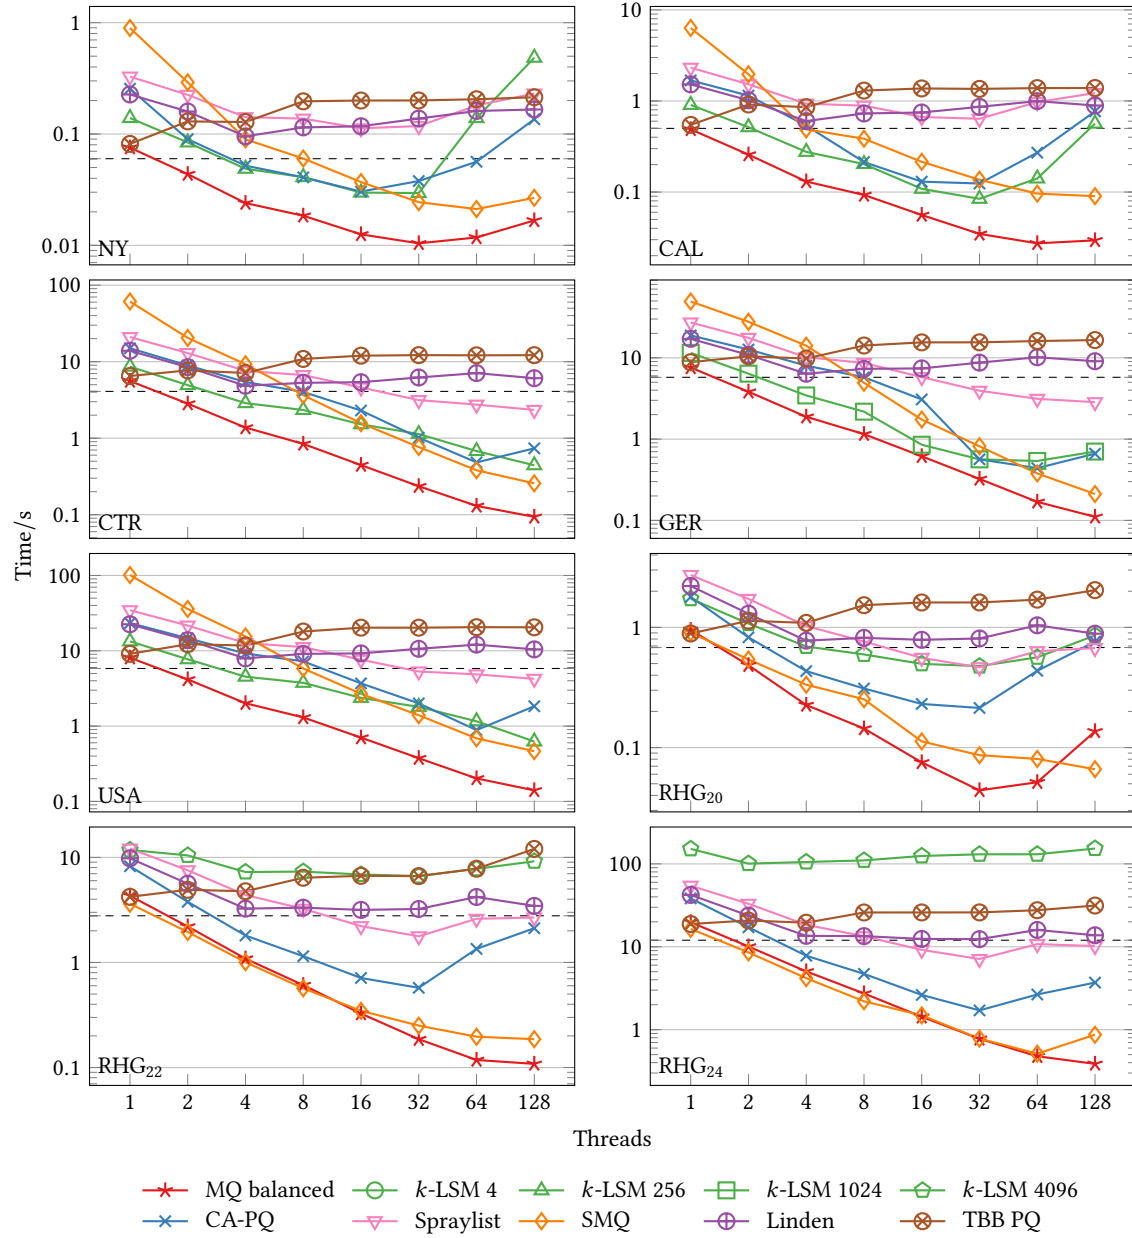 1
0.1
0.01
NY
10
1
0.1
CAL
100
10
1
0.1
CTR
10
1
0.1
GER
Time/s
100
10
1
0.1
USA
1
0.1
RHG20
10
1
0.1
RHG22
1 2 4 8 16 32 64 128
100
10
1
RHG24
1 2 4 8 16 32 64 128
Threads
MQ balanced k-LSM 4 k-LSM 256 k-LSM 1024 k-LSM 4096
CA-PQ Spraylist SMQ Linden TBB PQ